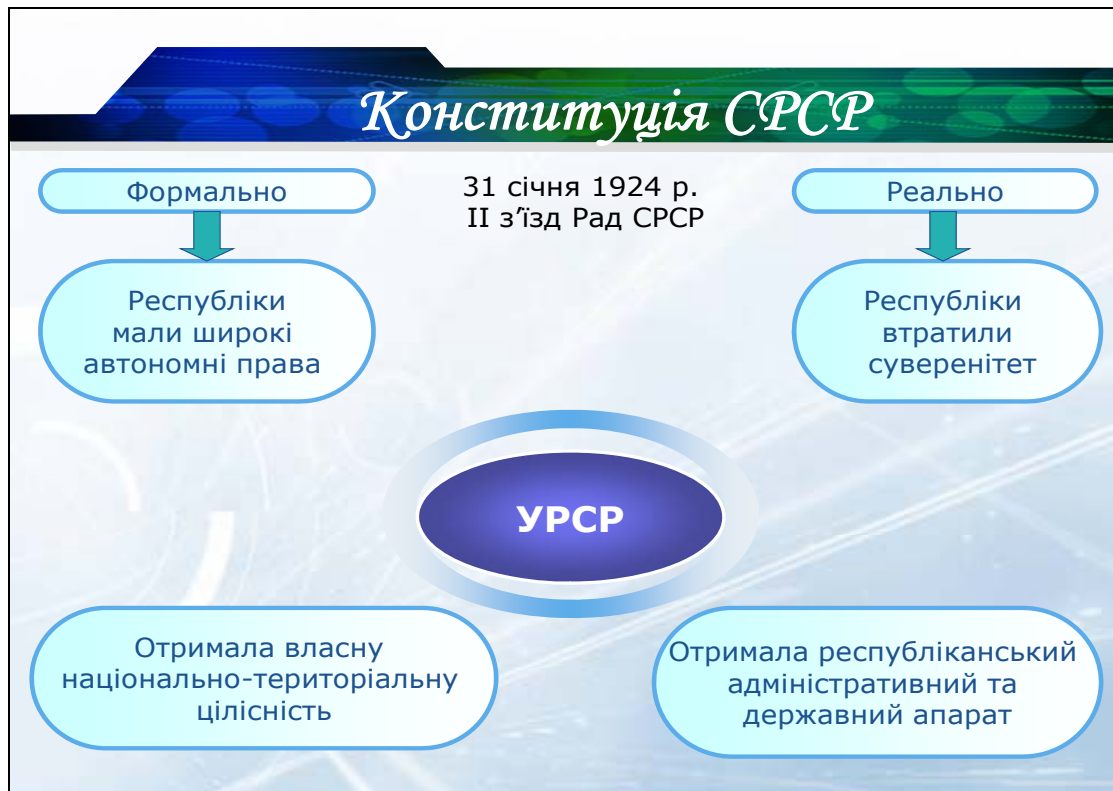 Конституція СРСР
Формально
31 січня 1924 р.
ІІ з’їзд Рад СРСР
Реально
Республіки
мали широкі
автономні права
Республіки
втратили
суверенітет
УРСР
Отримала власну
національно-територіальну
цілісність
Отримала республіканський
адміністративний та
державний апарат